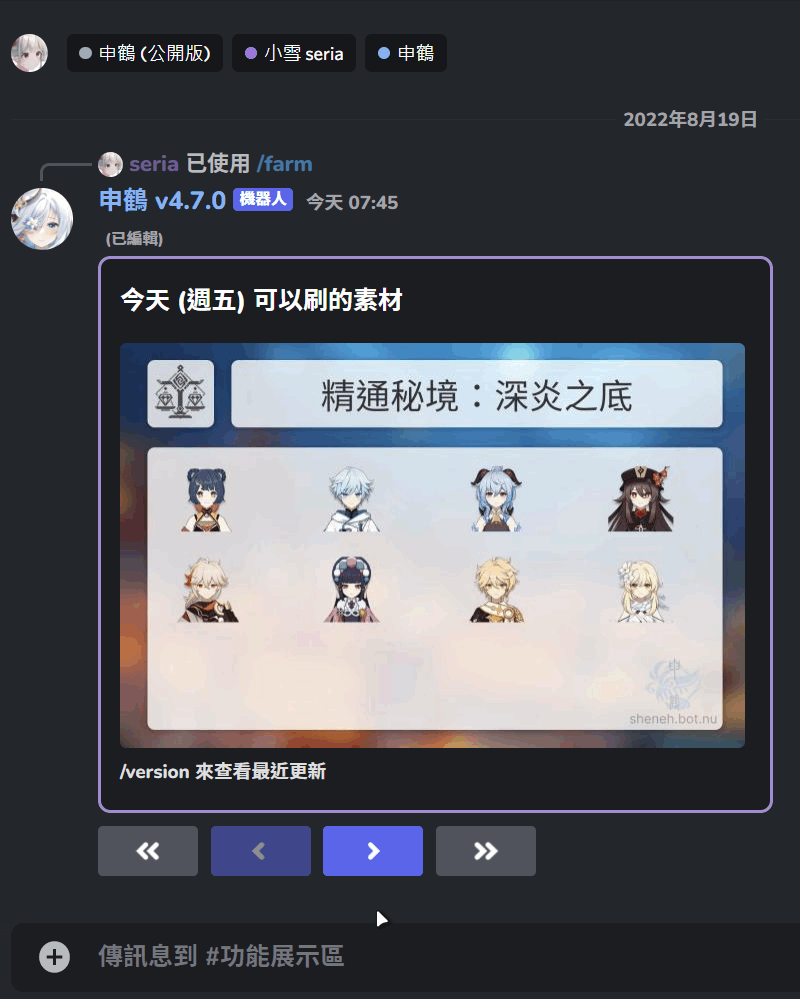 申鶴 (公開版) 小雪 seria 申鶴
2022年8月19日
seria 已使用 /farm
申鶴 v4.7.0 機器人 今天 07:45
(已編輯)
今天 (週五) 可以刷的素材
精通秘境：深炎之底
申
鶴
sheneh.bot.nu
/version 來查看最近更新
傳訊息到 #功能展示區